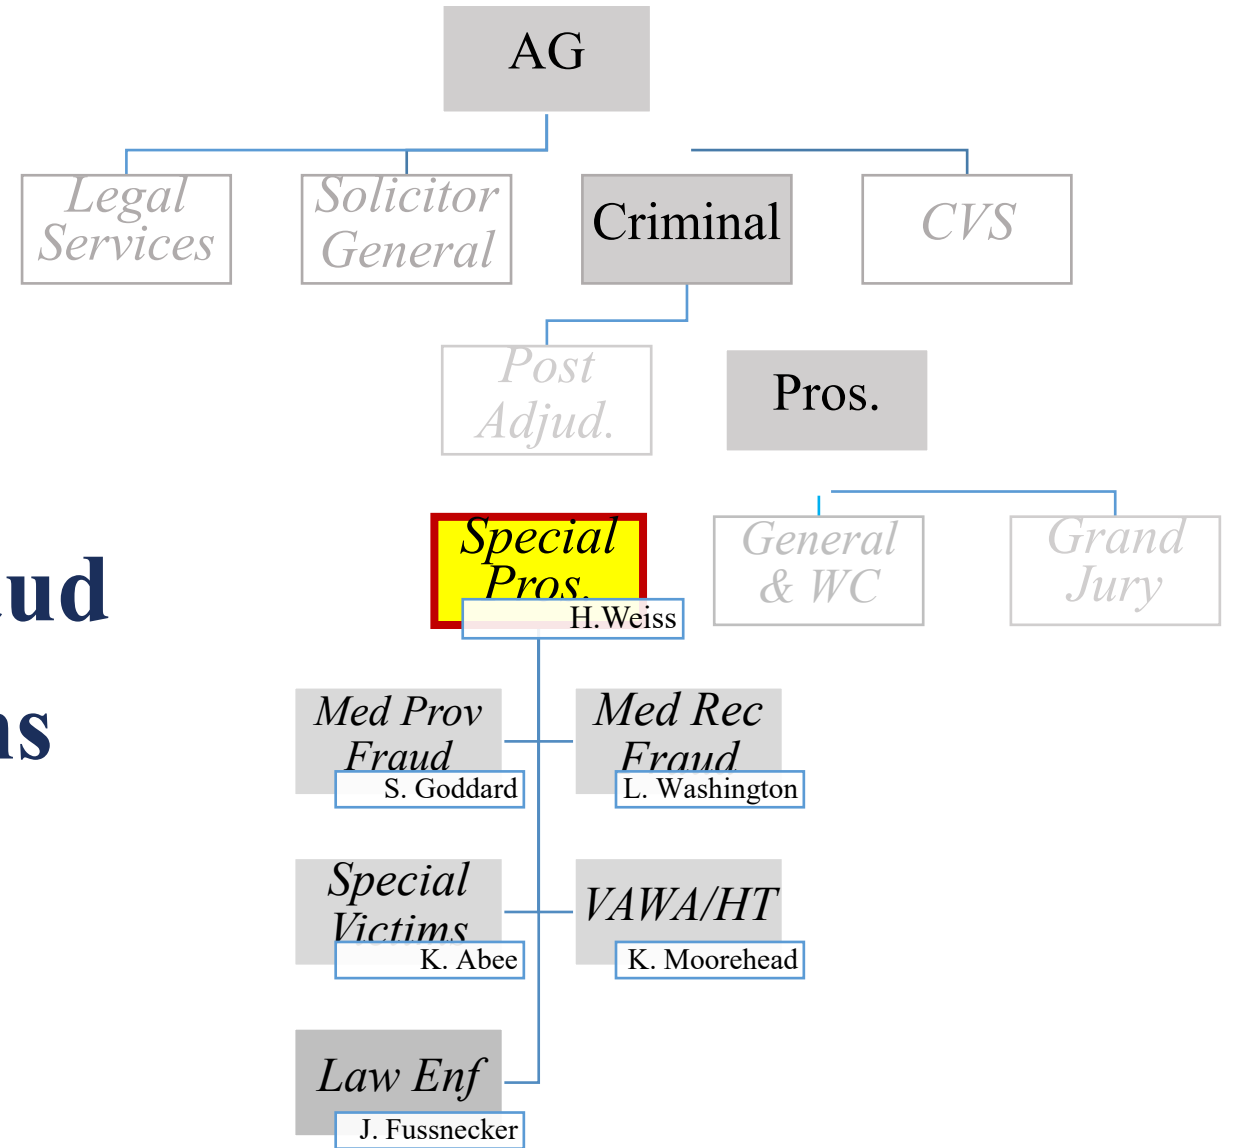 AG
Legal
Services
Solicitor
General
Criminal
CVS
Post
Adjud.
Pros.
Special
Pros.
H.Weiss
General
& WC
Grand
Jury
ud
ns
Med Prov
Fraud
S. Goddard
Med Rec
Fraud
L. Washington
Special
Victims
K. Abee
VAWA/HT
K. Moorehead
Law Enf
J. Fussnecker